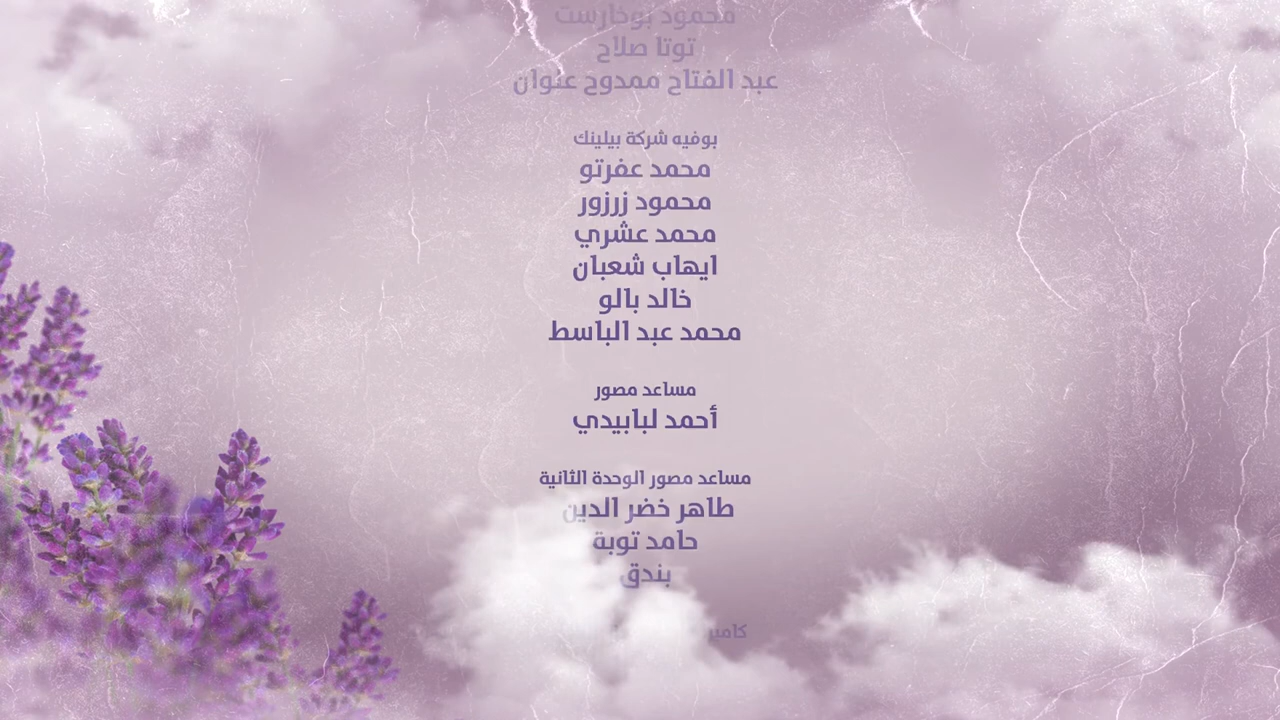 محمود بوخارست
توتا صلاح
عبد الفتاح ممدوح عنوان
بوفيه شركة بيلينك
محمد عفرتو
محمود زرزور
محمد عشري
ايهاب شعبان
خالد بالو
محمد عبد الباسط
مساعد مصور
أحمد لبابيدي
مساعد مصور الوحدة الثانية
طاهر خضر الدين
حامد توبة
بندق